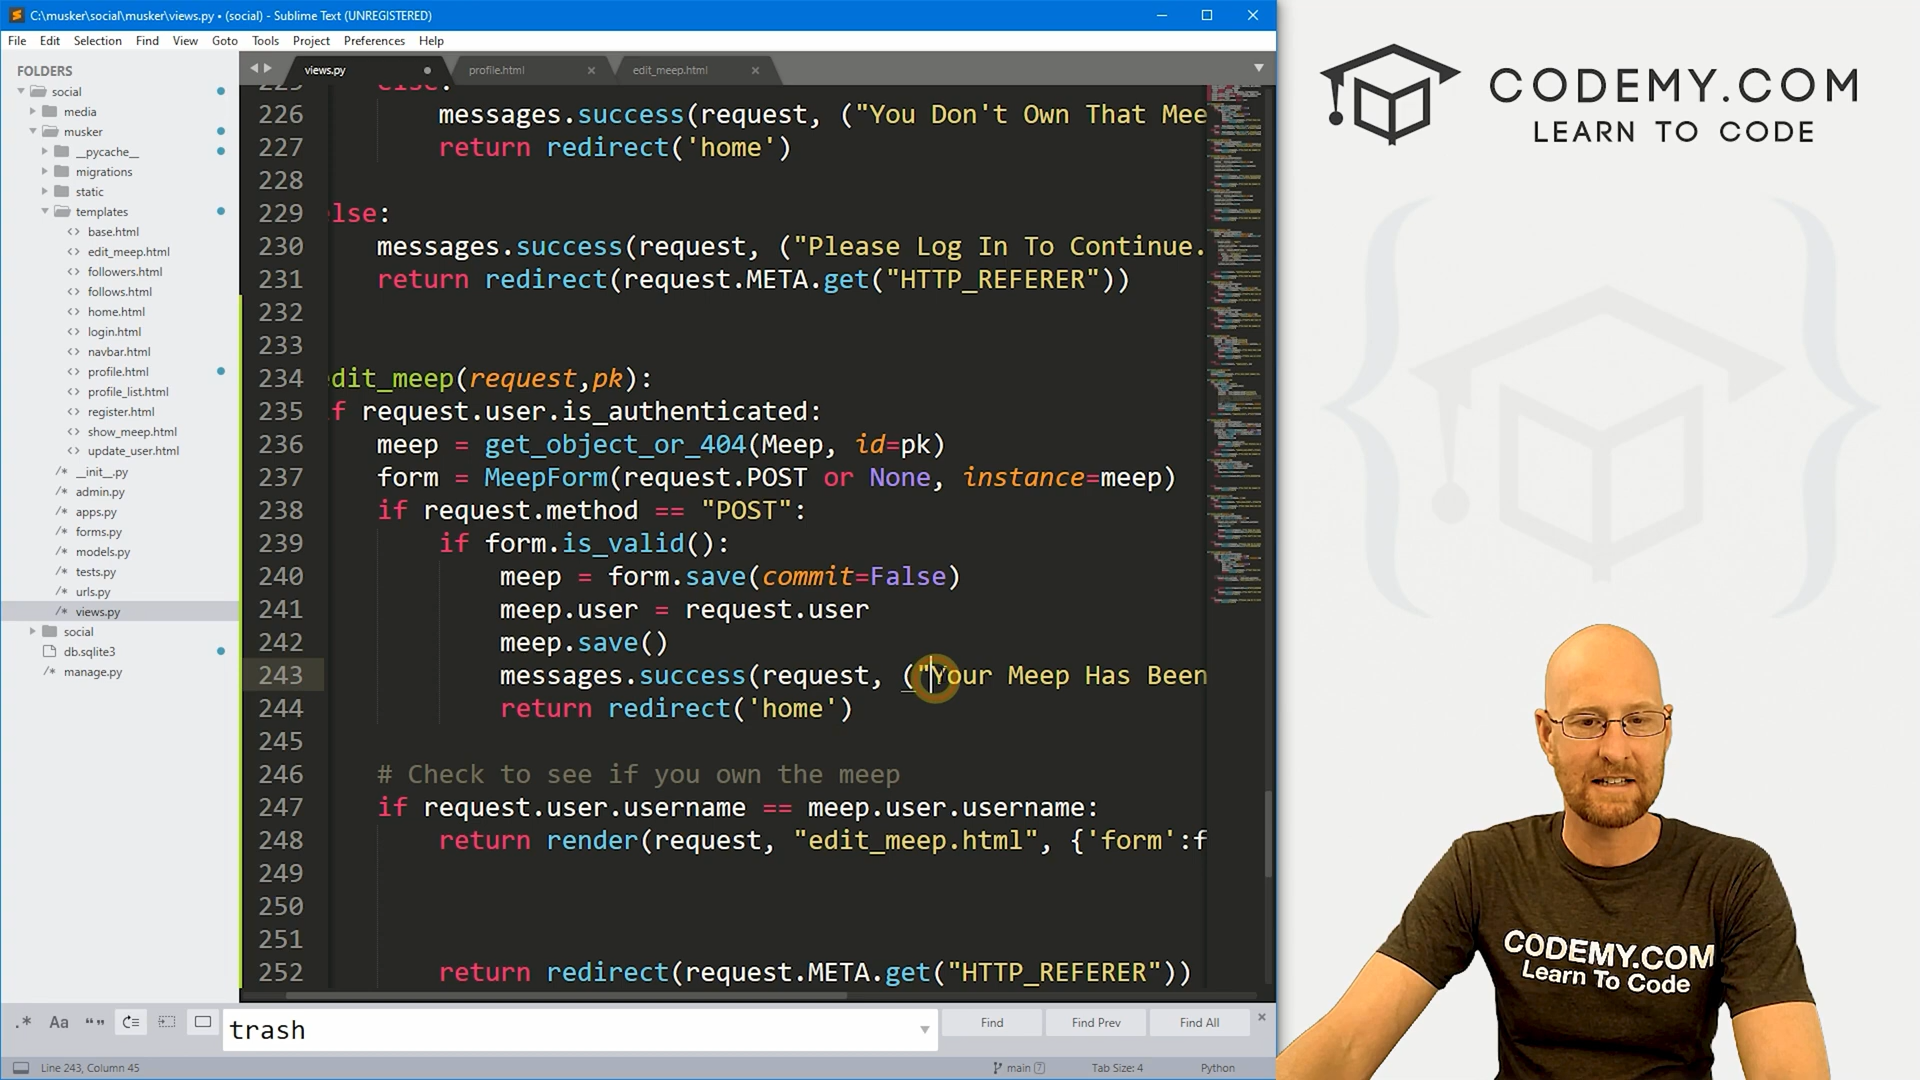 C:\musker\social\musker\views.py • (social) - Sublime Text (UNREGISTERED)
File Edit Selection Find View Goto Tools Project Preferences Help
FOLDERS
social
media
musker
__pycache__
migrations
static
templates
base.html
edit_meep.html
followers.html
follows.html
home.html
login.html
navbar.html
profile.html
profile_list.html
register.html
show_meep.html
update_user.html
__init__.py
admin.py
apps.py
forms.py
models.py
tests.py
urls.py
views.py
social
db.sqlite3
manage.py
views.py profile.html edit_meep.html
226 messages.success(request, ("You Don't Own That Mee
227 return redirect('home')
228
229 lse:
230 messages.success(request, ("Please Log In To Continue.
231 return redirect(request.META.get("HTTP_REFERER"))
232
233
234 edit_meep(request,pk):
235 f request.user.is_authenticated:
236 meep = get_object_or_404(Meep, id=pk)
237 form = MeepForm(request.POST or None, instance=meep)
238 if request.method == "POST":
239 if form.is_valid():
240 meep = form.save(commit=False)
241 meep.user = request.user
242 meep.save()
243 messages.success(request, ("Your Meep Has Been
244 return redirect('home')
245
246 # Check to see if you own the meep
247 if request.user.username == meep.user.username:
248 return render(request, "edit_meep.html", {'form':f
249
250
251
252 return redirect(request.META.get("HTTP_REFERER"))
.* Aa “” trash Find Find Prev Find All
Line 243, Column 45 main 7 Tab Size: 4 Python
CODEMY.COM
LEARN TO CODE
CODEMY.COM
Learn To Code